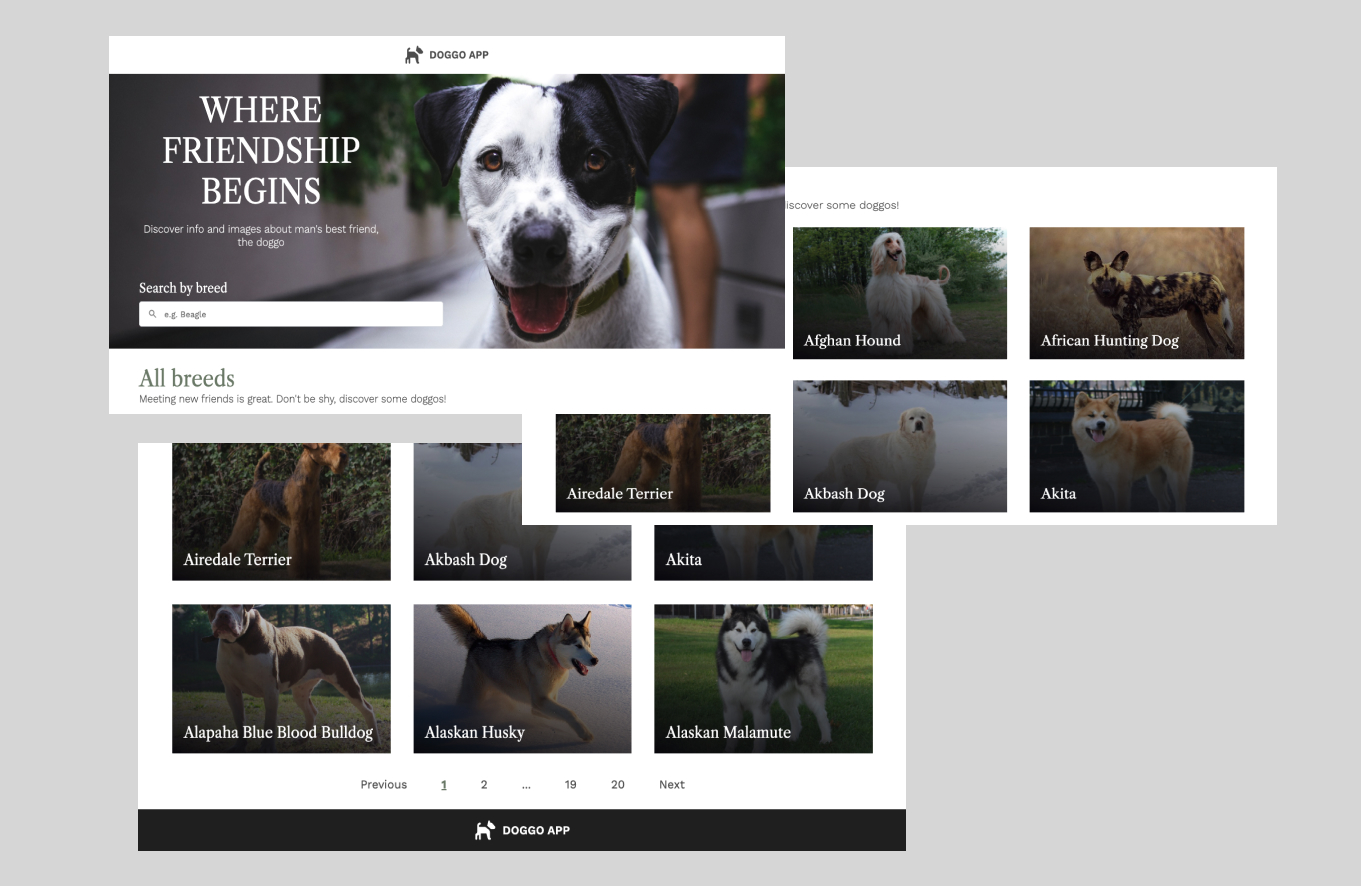 DOGGO APP
WHERE
FRIENDSHIP
BEGINS
Discover info and images about man's best friend,
the doggo
Search by breed
e.g. Beagle
All breeds
Meeting new friends is great. Don't be shy, discover some doggos!
discover some doggos!
Afghan Hound
African Hunting Dog
Airedale Terrier
Akbash Dog
Akita
Airedale Terrier
Akbash Dog
Akita
Alapaha Blue Blood Bulldog
Alaskan Husky
Alaskan Malamute
Previous 1 2 ... 19 20 Next
DOGGO APP